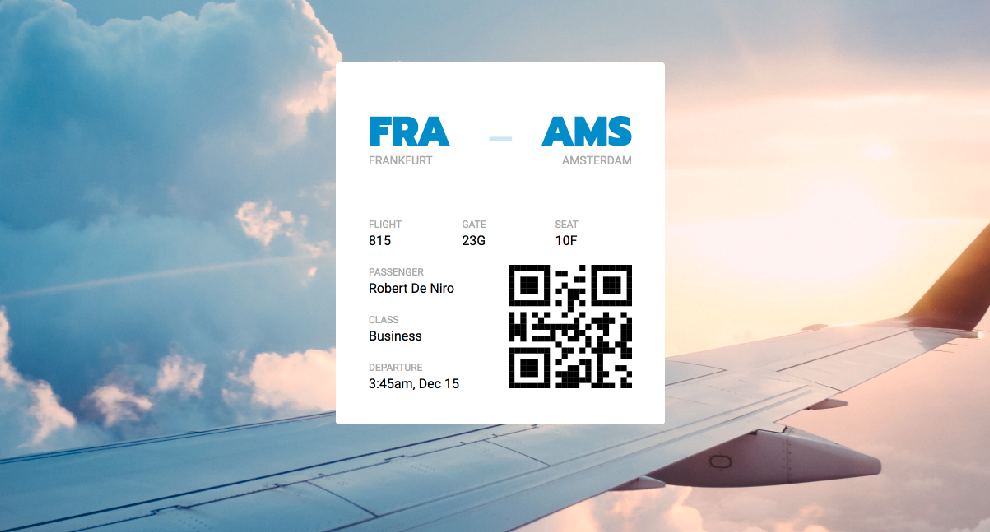 FRA – AMS
FRANKFURT AMSTERDAM
FLIGHT GATE SEAT
815 23G 10F
PASSENGER
Robert De Niro
CLASS
Business
DEPARTURE
3:45am, Dec 15